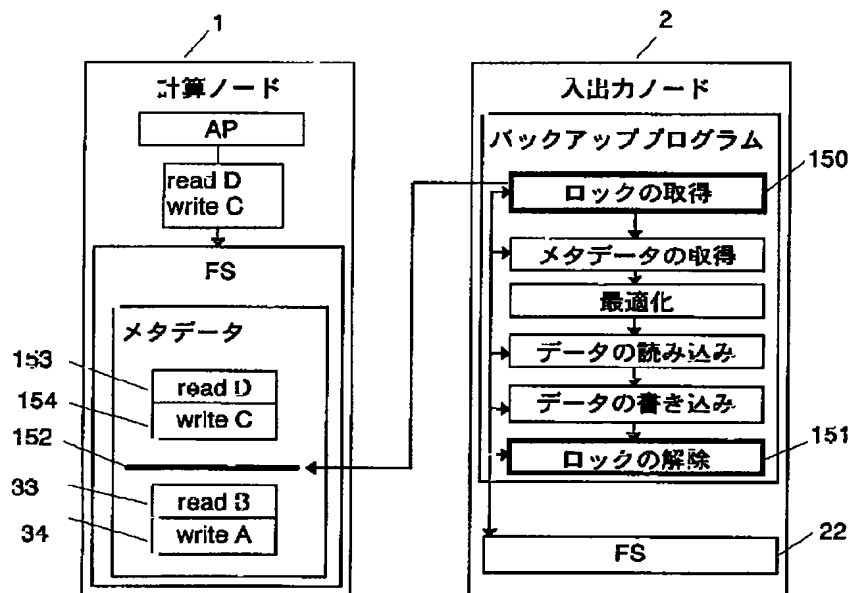 1
計算ノード
AP
read D
write C
FS
メタデータ
153
read D
154
write C
152
33
read B
34
write A
2
入出力ノード
バックアッププログラム
ロックの取得
150
メタデータの取得
最適化
データの読み込み
データの書き込み
ロックの解除
151
FS
22